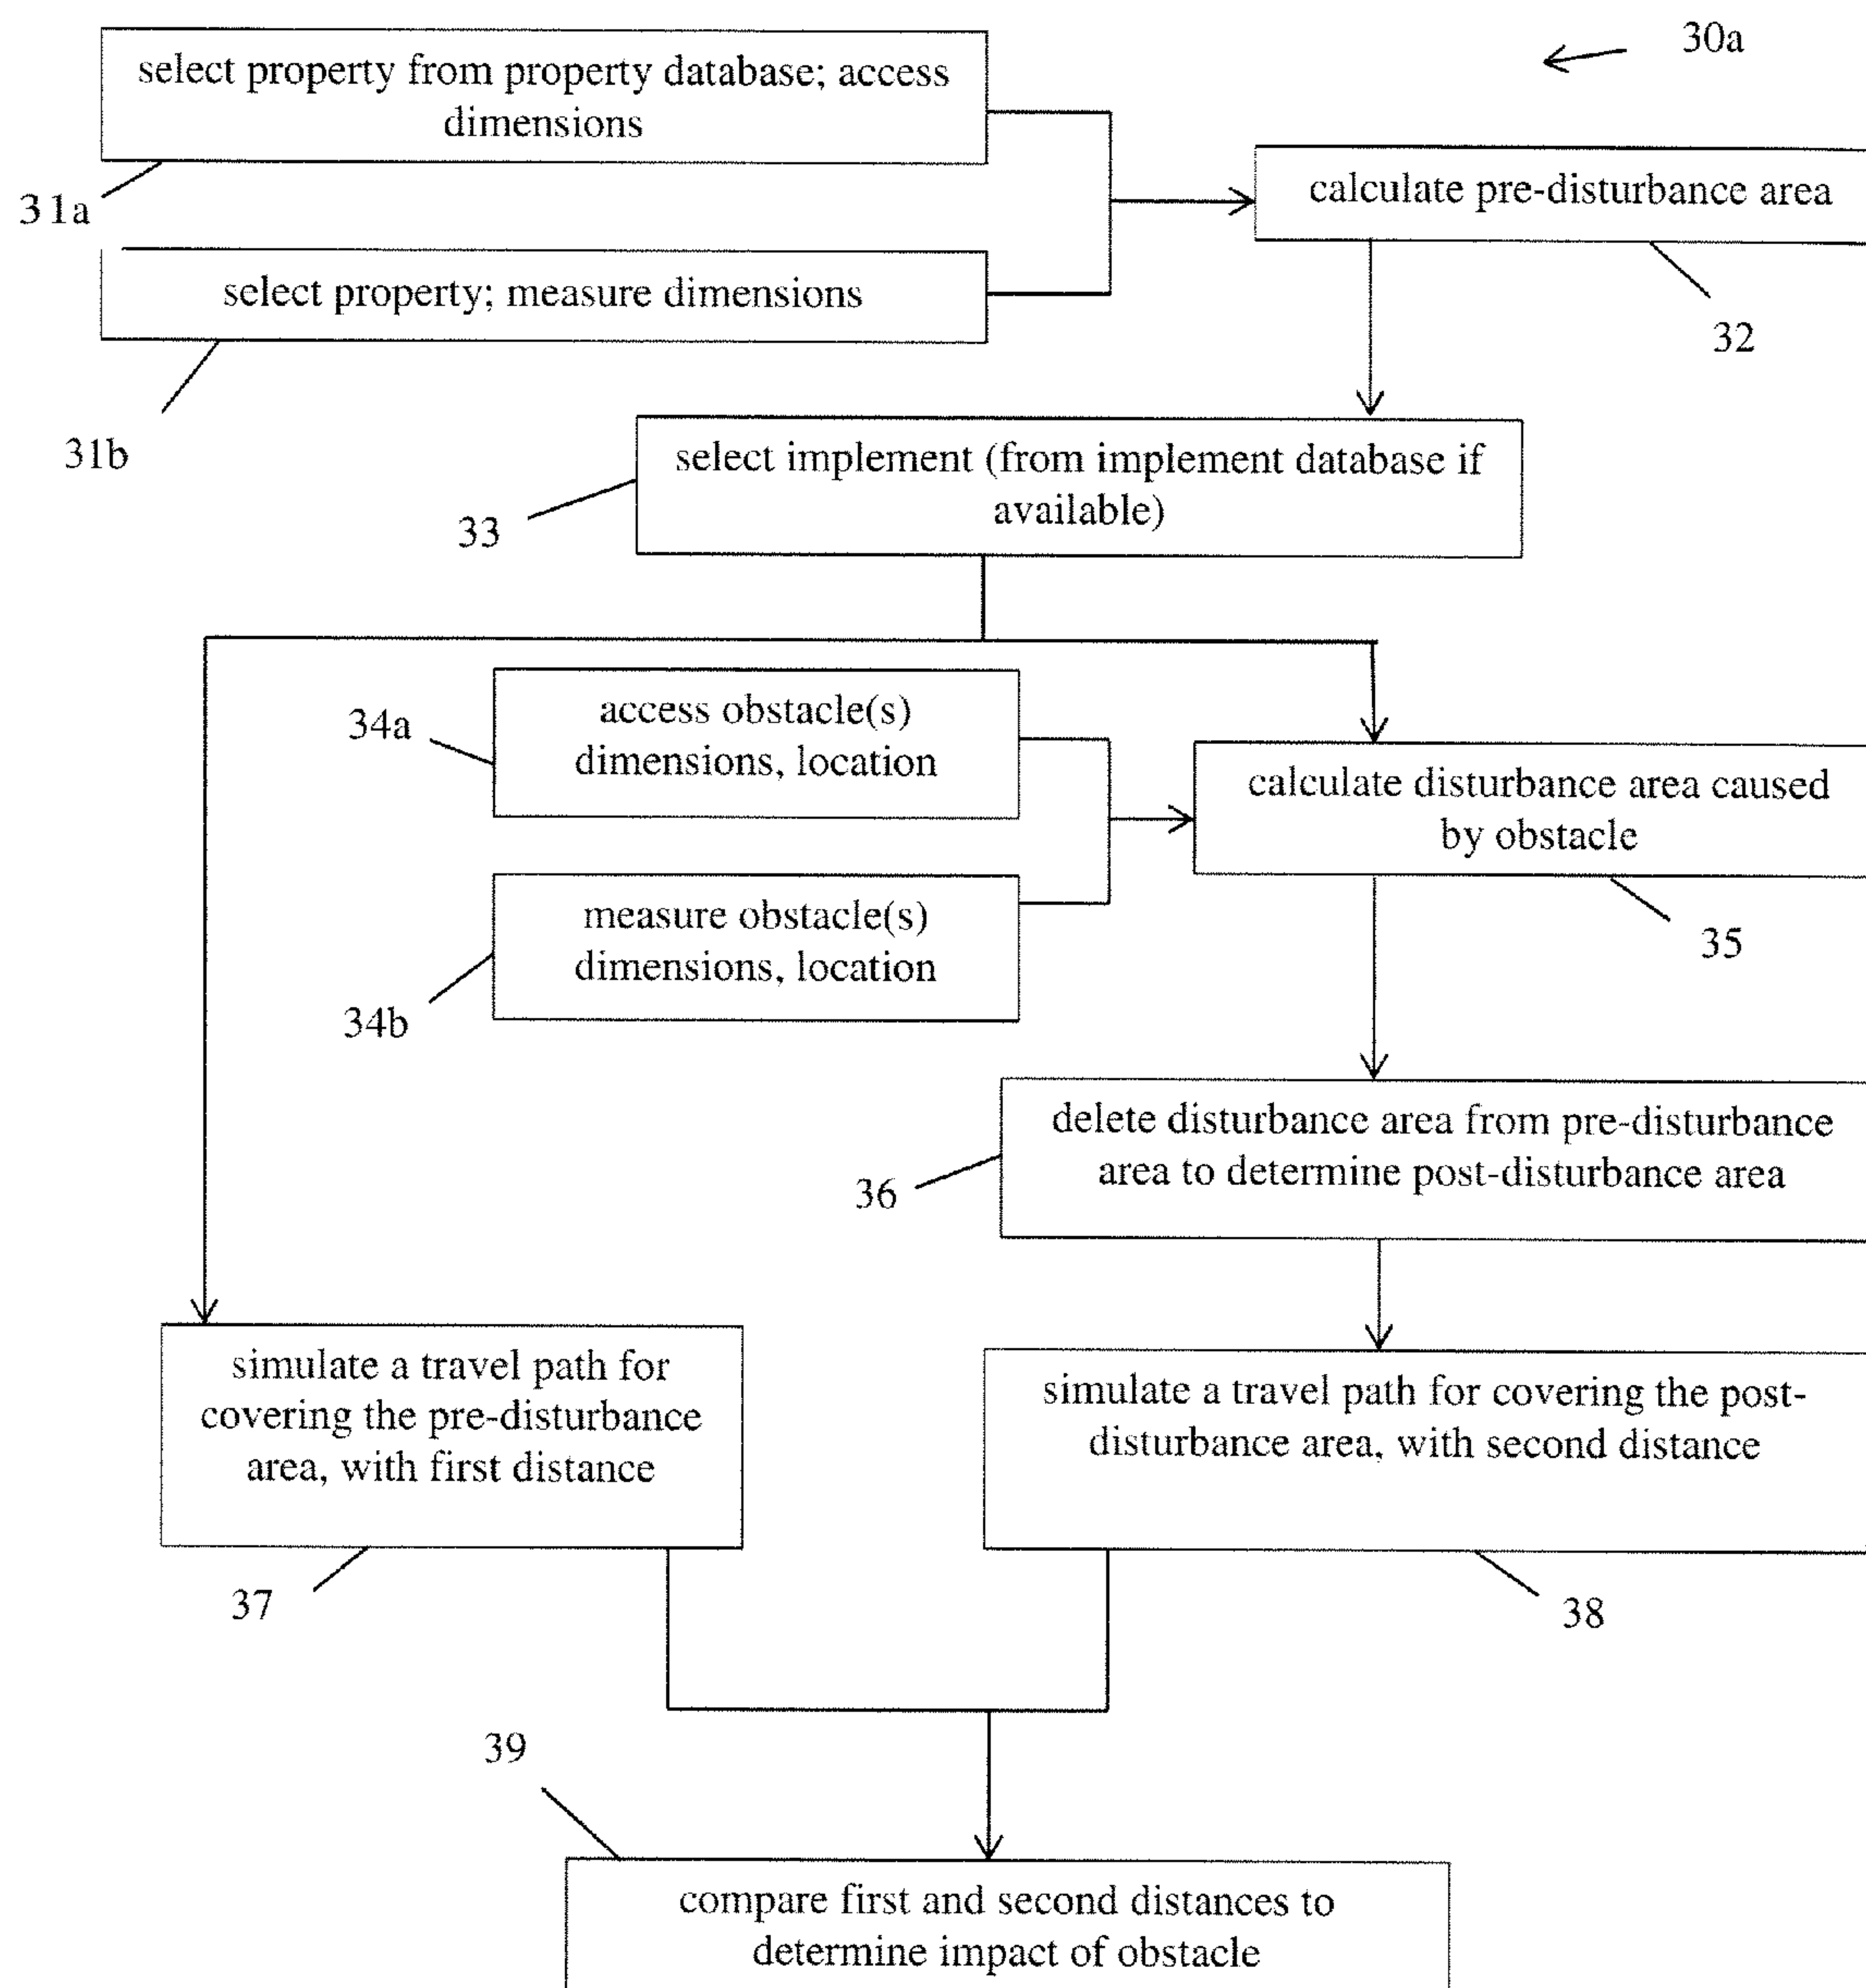 30a
select property from property database; access
dimensions
31a
calculate pre-disturbance area
select property; measure dimensions
32
31b
select implement (from implement database if
available)
33
access obstacle(s)
dimensions, location
34a
calculate disturbance area caused
by obstacle
measure obstacle(s)
dimensions, location
34b
35
delete disturbance area from pre-disturbance
area to determine post-disturbance area
36
simulate a travel path for
covering the pre-disturbance
area, with first distance
simulate a travel path for covering the post-
disturbance area, with second distance
37
38
39
compare first and second distances to
determine impact of obstacle